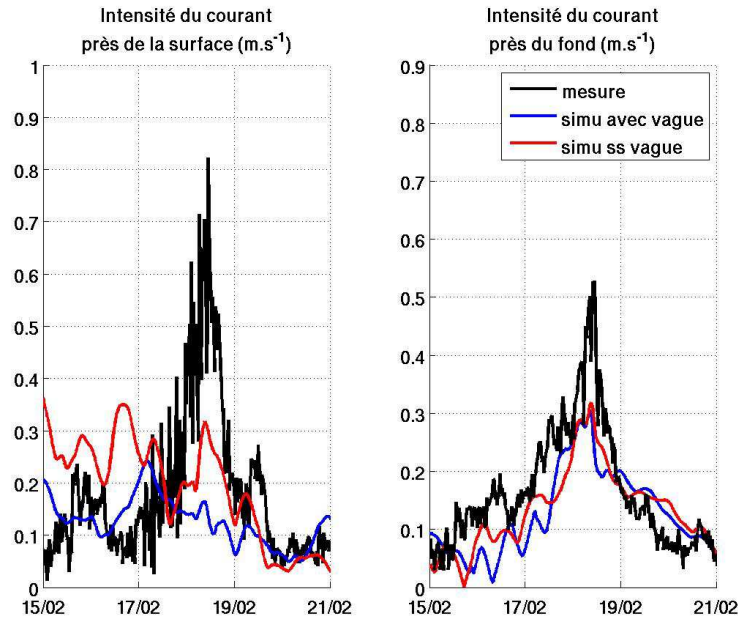 Intensité du courant
près de la surface (m.s-1)
1
0.9
0.8
0.7
0.6
0.5
0.4
0.3
0.2
0.1
0
15/02 17/02 19/02 21/02
Intensité du courant
près du fond (m.s-1)
0.9
0.8
0.7
0.6
0.5
0.4
0.3
0.2
0.1
0
15/02 17/02 19/02 21/02
mesure
simu avec vague
simu ss vague